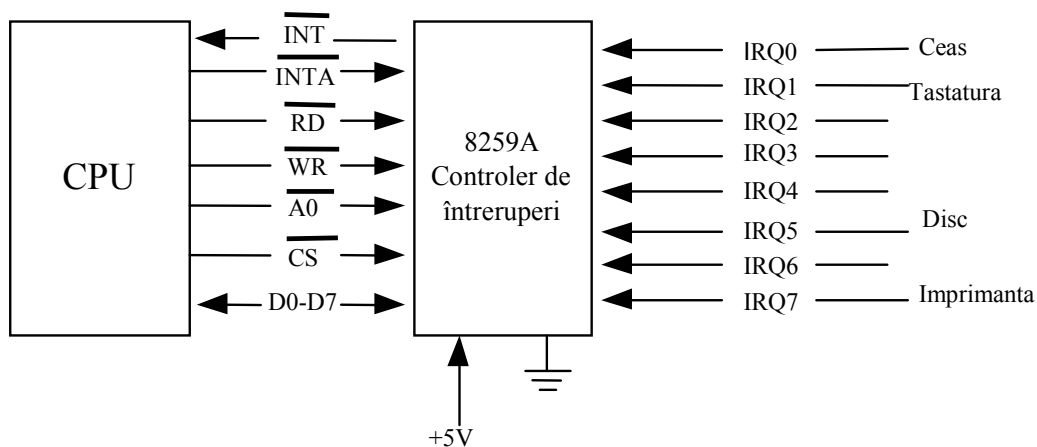 CPU
INT
INTA
RD
WR
A0
CS
D0-D7
8259A
Controler de
întreruperi
+5V
IRQ0
IRQ1
IRQ2
IRQ3
IRQ4
IRQ5
IRQ6
IRQ7
Ceas
Tastatura
Disc
Imprimanta